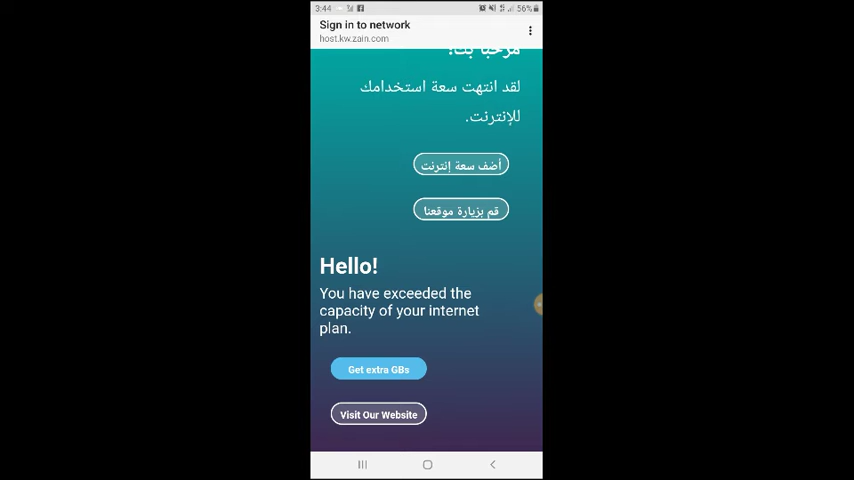 3:44
56%
Sign in to network
host.kw.zain.com
مرحبا بك!
لقد انتهت سعة استخدامك
للإنترنت.
أضف سعة إنترنت
قم بزيارة موقعنا
Hello!
You have exceeded the
capacity of your internet
plan.
Get extra GBs
Visit Our Website